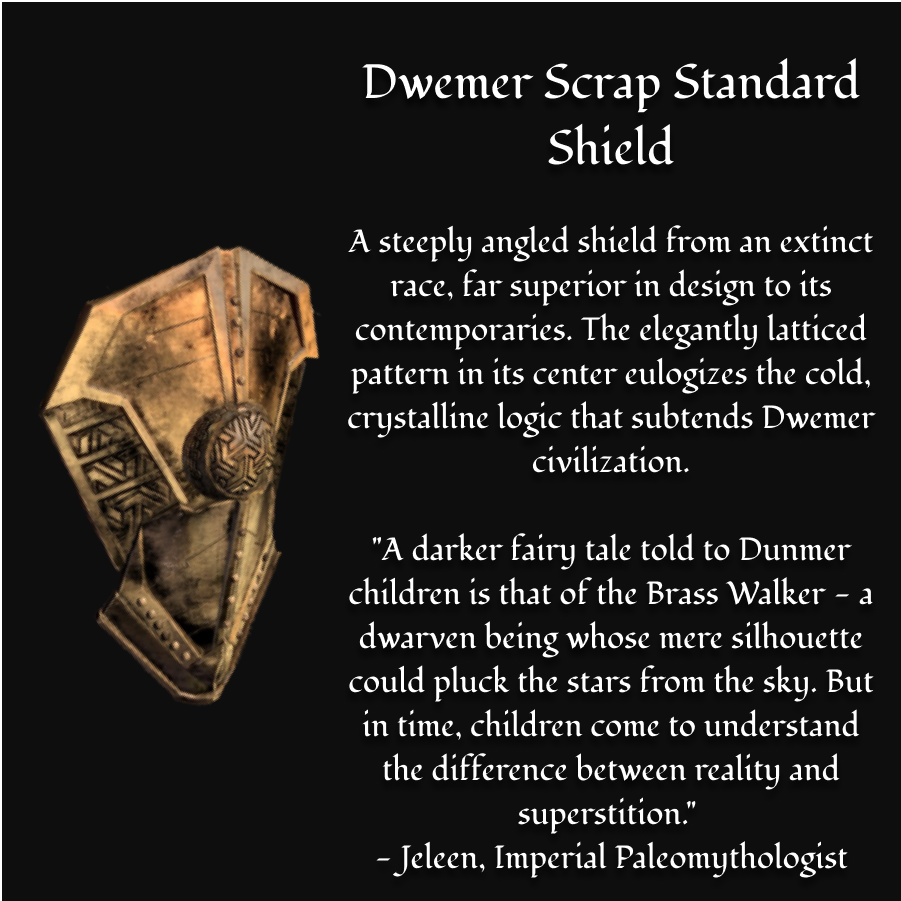 Dwemer Scrap Standard
Shield
A steeply angled shield from an extinct
race, far superior in design to its
contemporaries. The elegantly latticed
pattern in its center eulogizes the cold,
crystalline logic that subtends Dwemer
civilization.
"A darker fairy tale told to Dunmer
children is that of the Brass Walker – a
dwarven being whose mere silhouette
could pluck the stars from the sky. But
in time, children come to understand
the difference between reality and
superstition."
– Jeleen, Imperial Paleomythologist